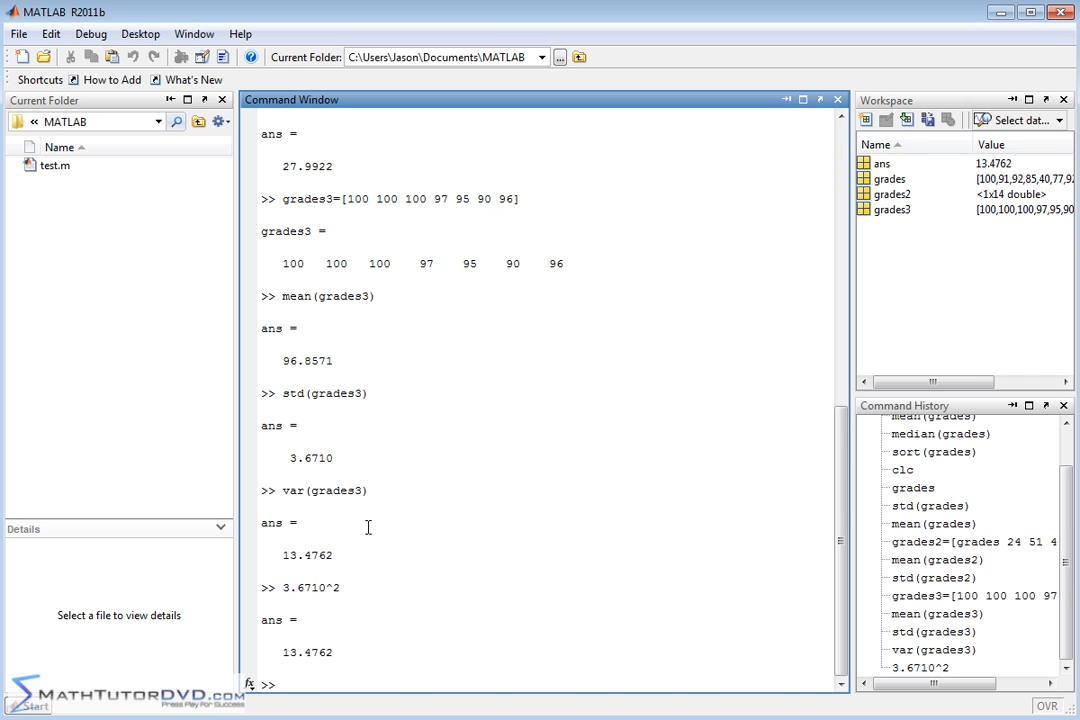 MATLAB R2011b
File Edit Debug Desktop Window Help
Current Folder: C:\Users\Jason\Documents\MATLAB
Shortcuts How to Add What's New
Current Folder
« MATLAB
Name
test.m
Details
Select a file to view details
Start
MATHTUTORDVD.COM
Press Play For Success
Command Window
ans =
27.9922
>> grades3=[100 100 100 97 95 90 96]
grades3 =
100 100 100 97 95 90 96
>> mean(grades3)
ans =
96.8571
>> std(grades3)
ans =
3.6710
>> var(grades3)
ans =
13.4762
>> 3.6710^2
ans =
13.4762
fx >>
Workspace
Select dat...
Name Value
ans 13.4762
grades [100,91,92,85,40,77,92
grades2 <1x14 double>
grades3 [100,100,100,97,95,90
Command History
mean(grades)
median(grades)
sort(grades)
clc
grades
std(grades)
mean(grades)
grades2=[grades 24 51 4
mean(grades2)
std(grades2)
grades3=[100 100 100 97
mean(grades3)
std(grades3)
var(grades3)
3.6710^2
OVR